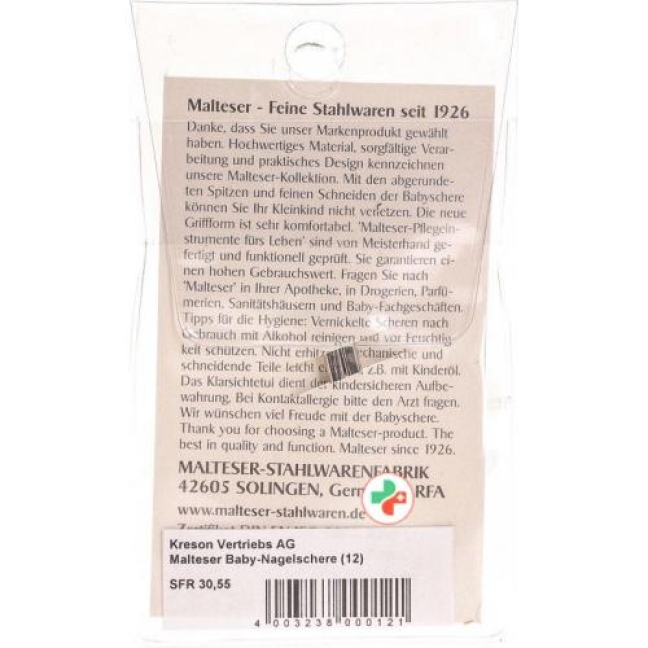 Malteser - Feine Stahlwaren seit 1926
Danke, dass Sie unser Markenprodukt gewählt
haben. Hochwertiges Material, sorgfältige Verar-
beitung und praktisches Design kennzeichnen
unsere Malteser-Kollektion. Mit den abgerunde-
ten Spitzen und feinen Schneiden der Babyschere
können Sie Ihr Kleinkind nicht verletzen. Die neue
Griffform ist sehr komfortabel. 'Malteser-Pflegein-
strumente fürs Leben' sind von Meisterhand ge-
fertigt und funktionell geprüft. Sie garantieren ei-
nen hohen Gebrauchswert. Fragen Sie nach
'Malteser' in Ihrer Apotheke, in Drogerien, Parfü-
merien, Sanitätshäusern und Baby-Fachgeschäften.
Tipps für die Hygiene: Vernickelte Scheren nach
Gebrauch mit Alkohol reinigen und vor Feuchtig-
keit schützen. Nicht
schneidende Teile leicht z.B. mit Kinderöl.
Das Klarsichtetui dient der kindersicheren Aufbe-
wahrung. Bei Kontaktallergie bitte den Arzt fragen.
Wir wünschen viel Freude mit der Babyschere.
Thank you for choosing a Malteser-product. The
best in quality and function. Malteser since 1926.
MALTESER-STAHLWARENFABRIK
42605 SOLINGEN, RFA
www.malteser-stahlwaren.de
Kreson Vertriebs AG
Malteser Baby-Nagelschere (12)
SFR 30,55
4 003238 000121